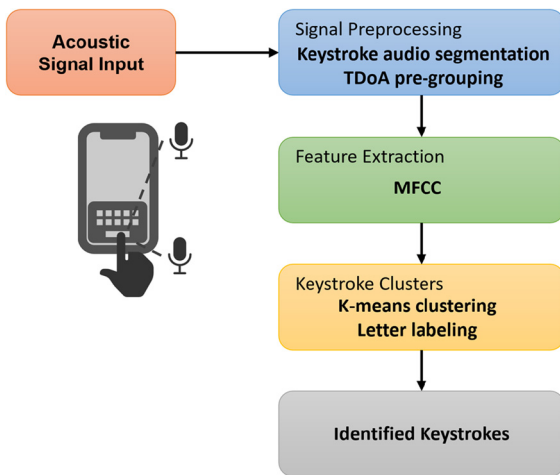 Acoustic
Signal Input
Signal Preprocessing
Keystroke audio segmentation
TDoA pre-grouping
Feature Extraction
MFCC
Keystroke Clusters
K-means clustering
Letter labeling
Identified Keystrokes